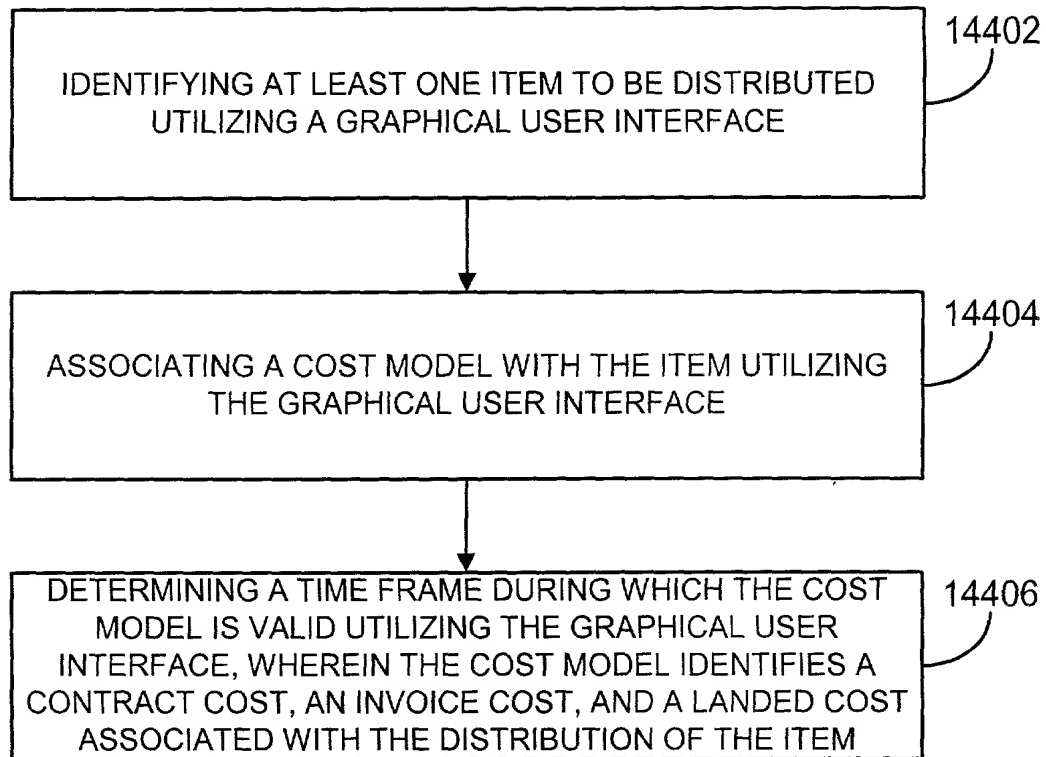 14402
IDENTIFYING AT LEAST ONE ITEM TO BE DISTRIBUTED
UTILIZING A GRAPHICAL USER INTERFACE
14404
ASSOCIATING A COST MODEL WITH THE ITEM UTILIZING
THE GRAPHICAL USER INTERFACE
14406
DETERMINING A TIME FRAME DURING WHICH THE COST
MODEL IS VALID UTILIZING THE GRAPHICAL USER
INTERFACE, WHEREIN THE COST MODEL IDENTIFIES A
CONTRACT COST, AN INVOICE COST, AND A LANDED COST
ASSOCIATED WITH THE DISTRIBUTION OF THE ITEM